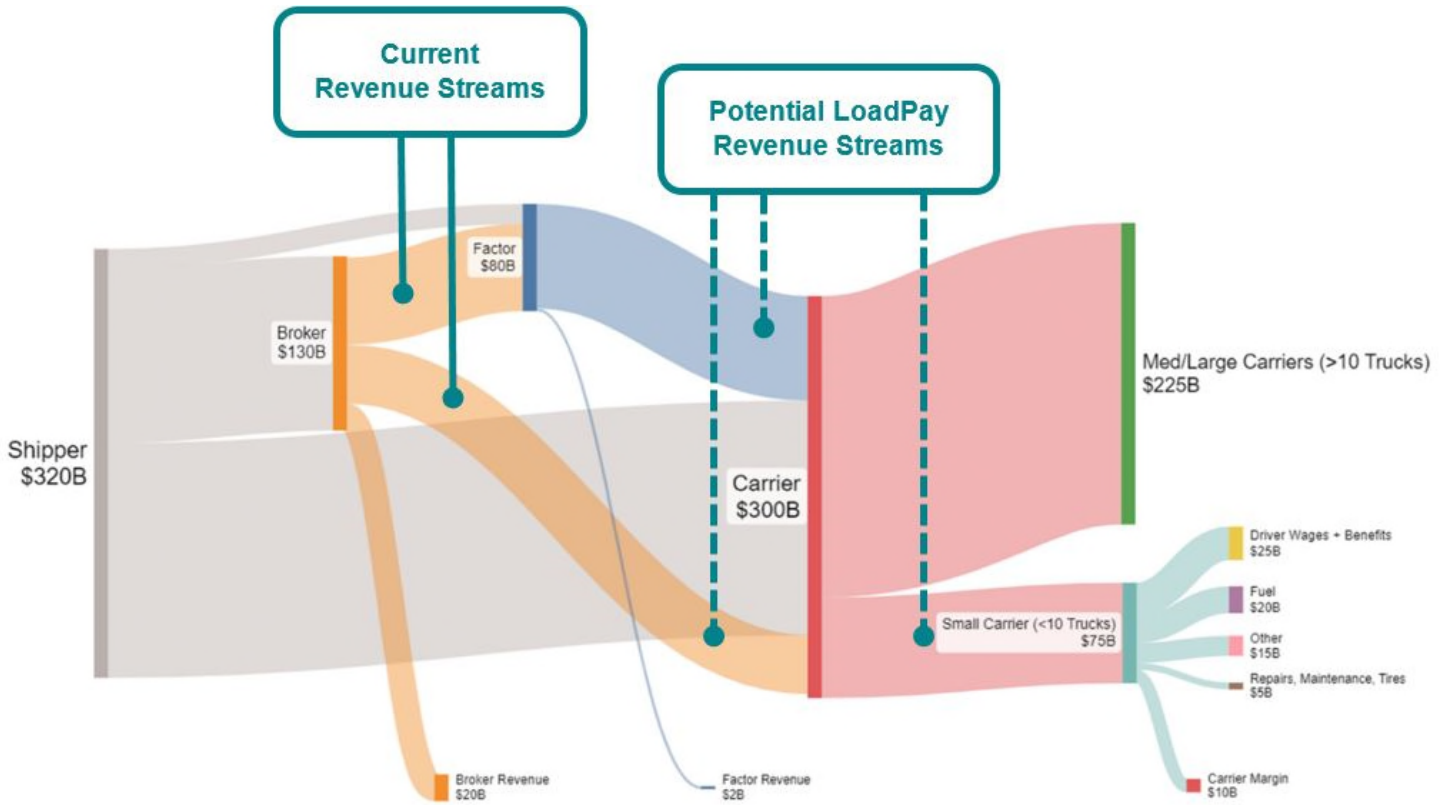 Current
Revenue Streams
Potential LoadPay
Revenue Streams
Factor
$80B
Broker
$130B
Med/Large Carriers (>10 Trucks)
$225B
Shipper
$320B
Carrier
$300B
Driver Wages + Benefits
$25B
Fuel
$20B
Small Carrier (<10 Trucks)
$75B
Other
$15B
Repairs, Maintenance, Tires
$5B
Broker Revenue
$20B
Factor Revenue
$2B
Carrier Margin
$10B